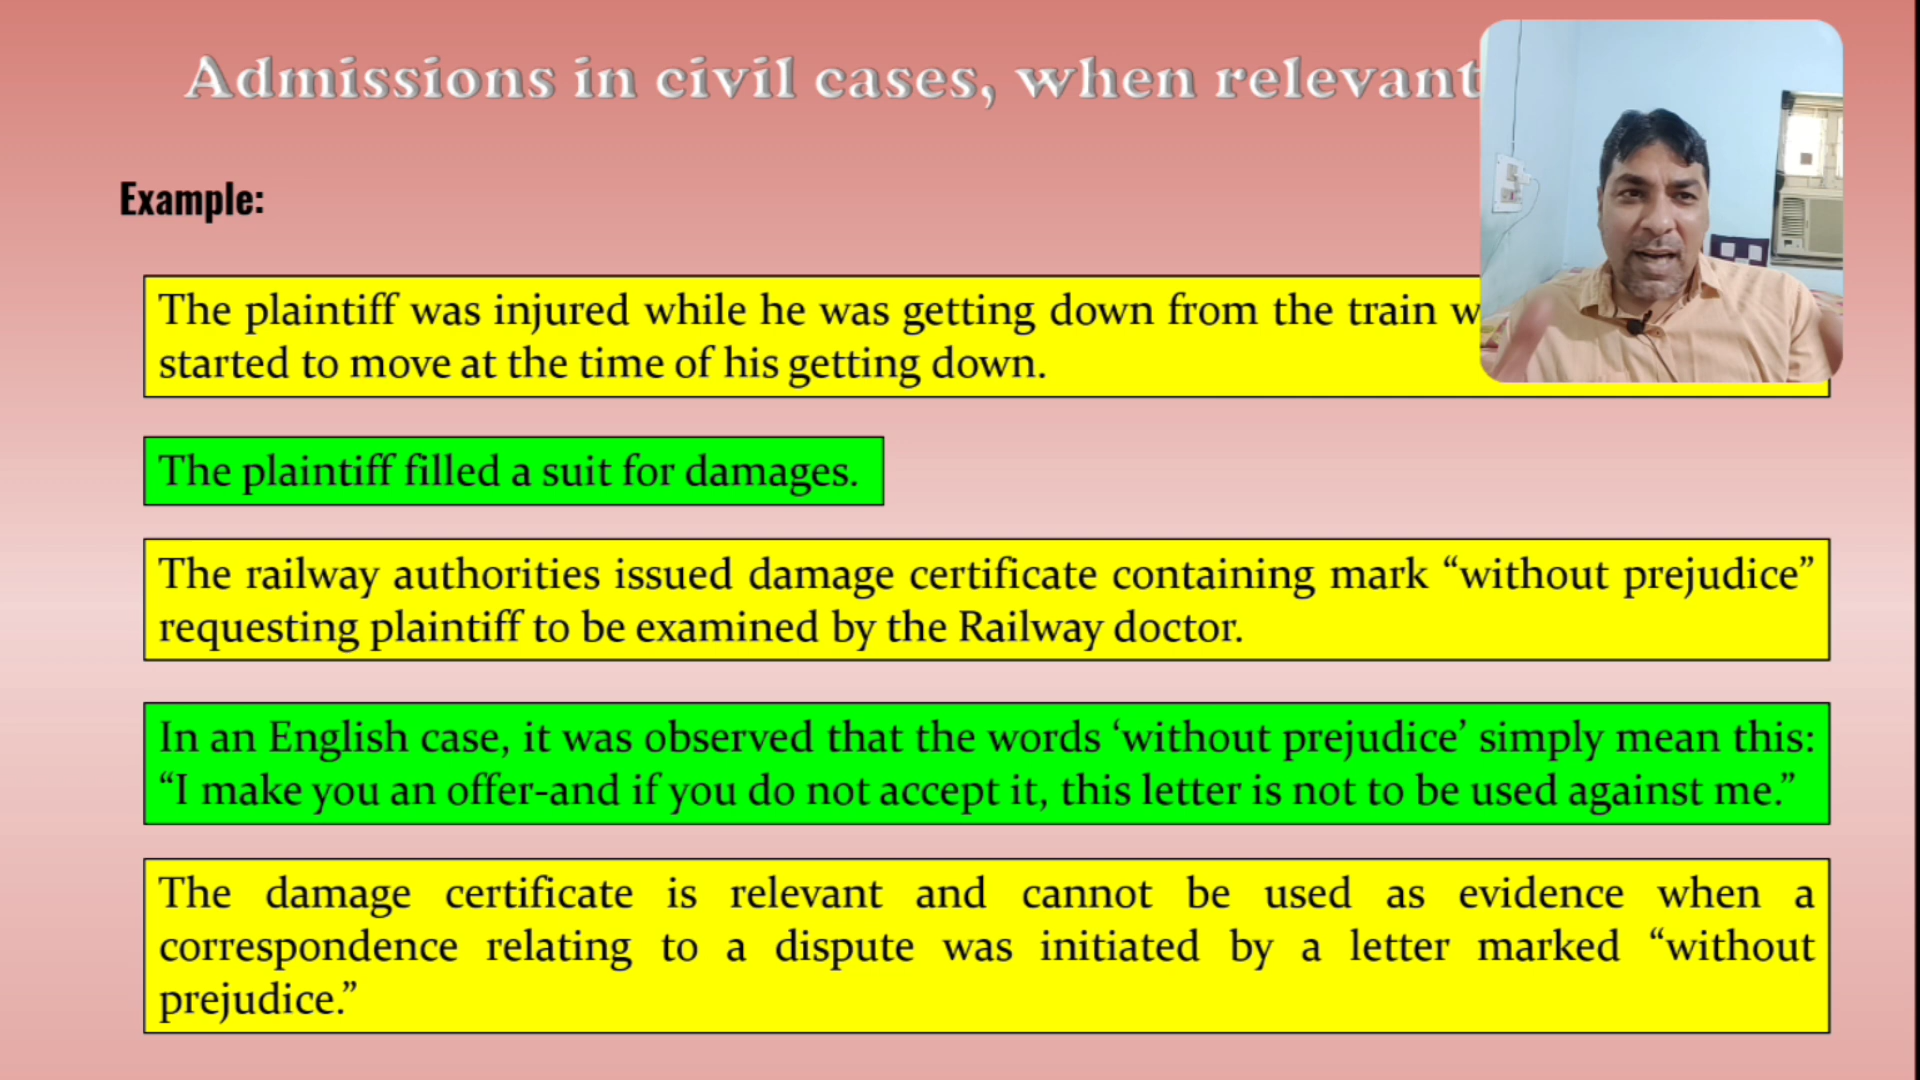 Admissions in civil cases, when relevant
Example:
The plaintiff was injured while he was getting down from the train
started to move at the time of his getting down.
The plaintiff filled a suit for damages.
The railway authorities issued damage certificate containing mark “without prejudice”
requesting plaintiff to be examined by the Railway doctor.
In an English case, it was observed that the words ‘without prejudice’ simply mean this:
“I make you an offer-and if you do not accept it, this letter is not to be used against me.”
The damage certificate is relevant and cannot be used as evidence when a
correspondence relating to a dispute was initiated by a letter marked “without
prejudice.”